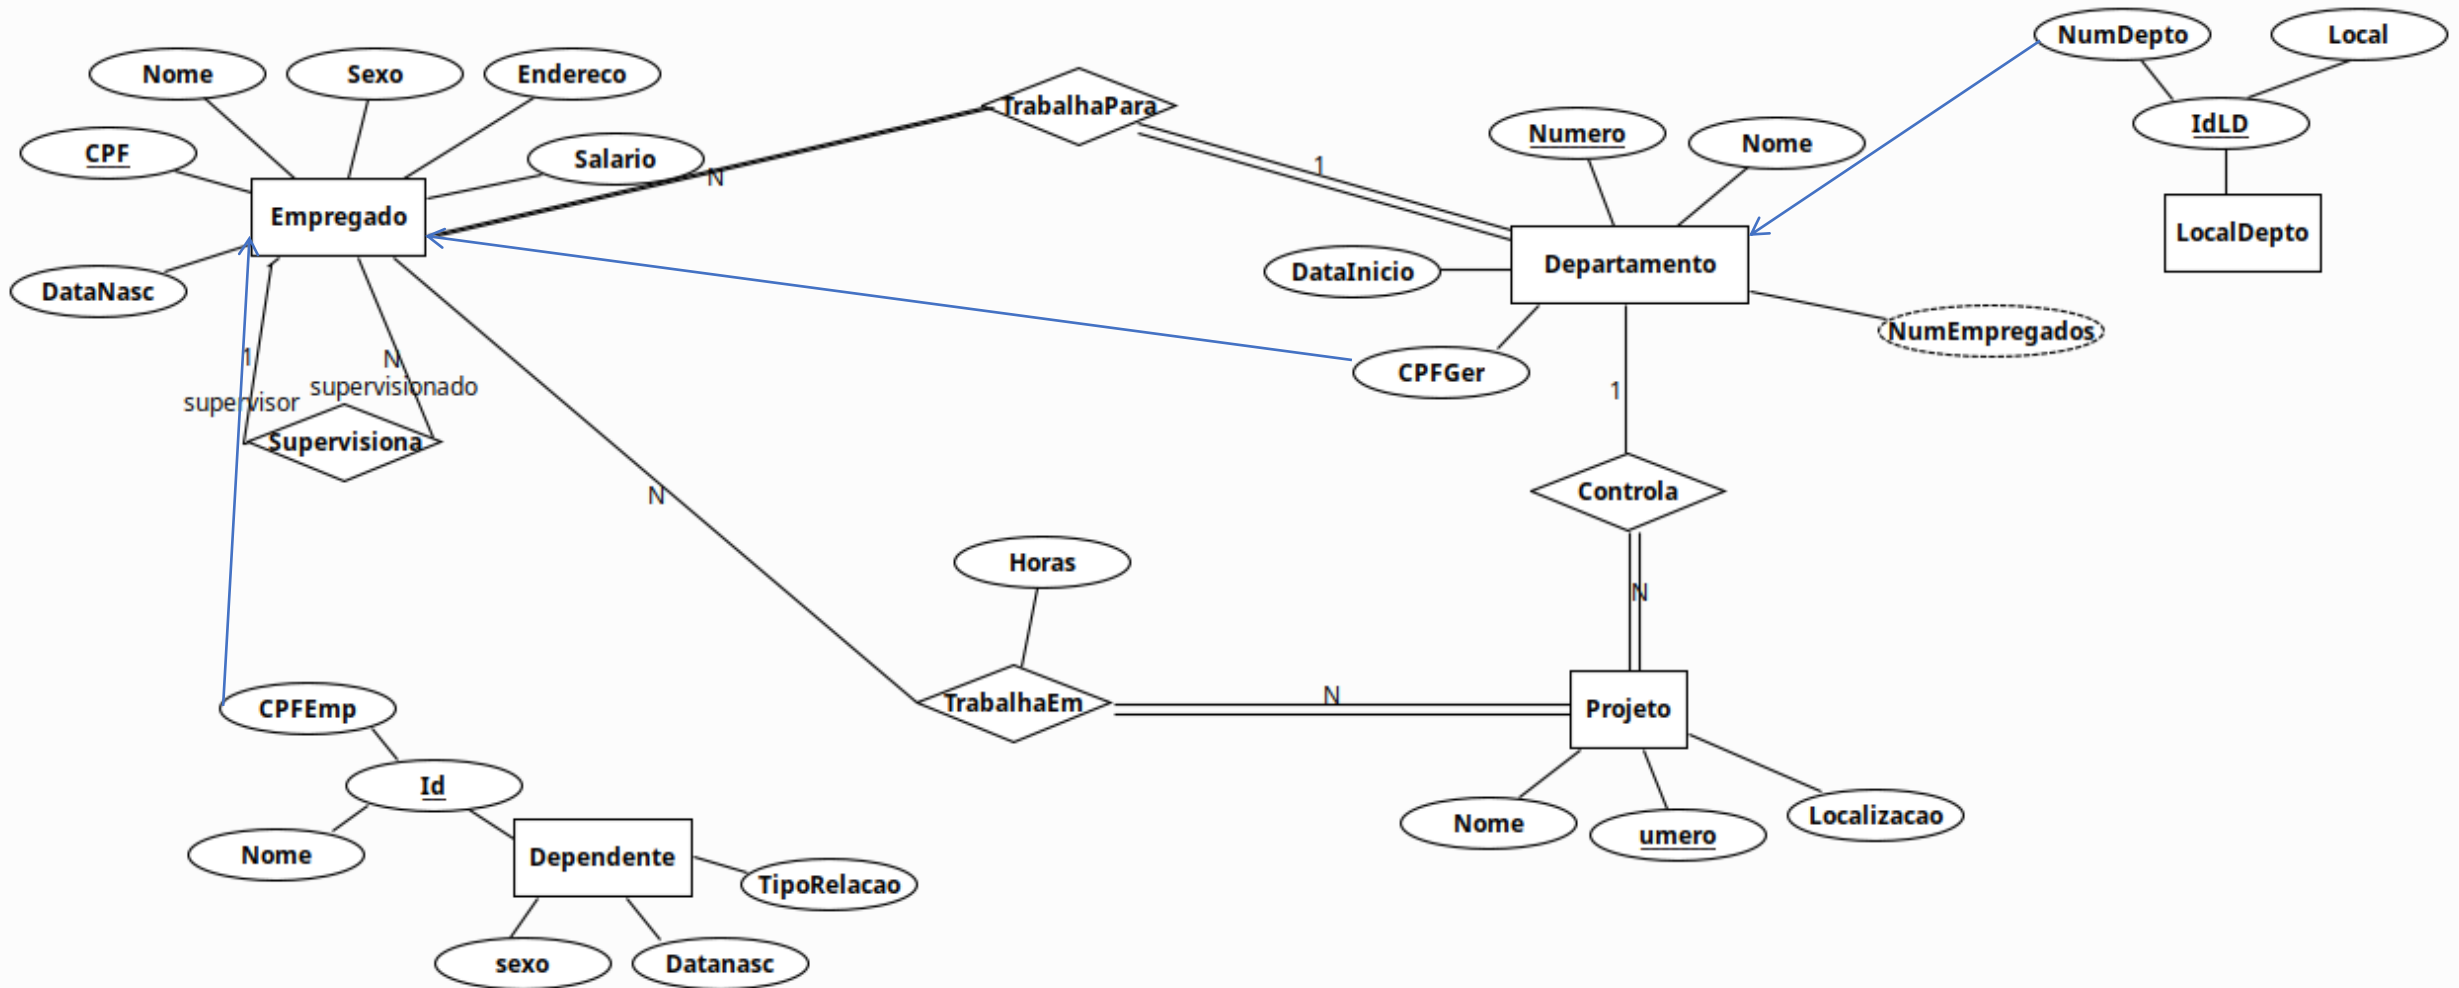 NumDepto
Local
Nome
Sexo
Endereco
TrabalhaPara
IdLD
Numero
Nome
CPF
Salario
N
1
Empregado
LocalDepto
Departamento
DataInicio
DataNasc
NumEmpregados
1
N
supervisionado
supervisor
CPFGer
1
Supervisiona
N
Controla
Horas
N
CPFEmp
TrabalhaEm
N
Projeto
Id
Nome
umero
Localizacao
Nome
Dependente
TipoRelacao
sexo
Datanasc